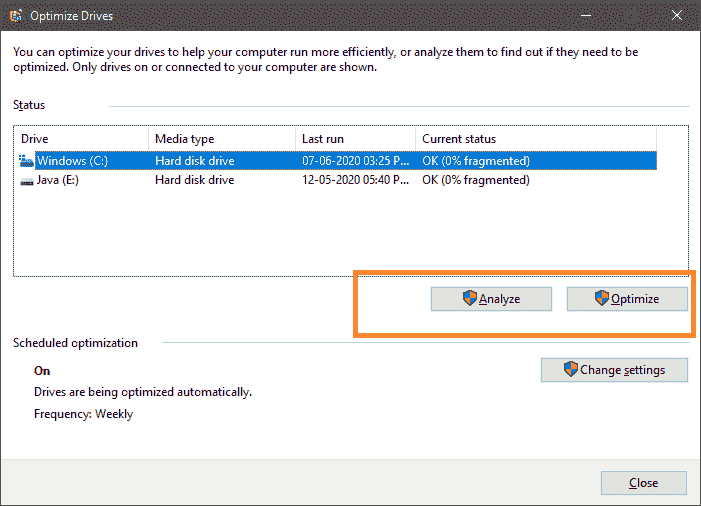 Optimize Drives
You can optimize your drives to help your computer run more efficiently, or analyze them to find out if they need to be
optimized. Only drives on or connected to your computer are shown.
Status
Drive Media type Last run Current status
Windows (C:) Hard disk drive 07-06-2020 03:25 P... OK (0% fragmented)
Java (E:) Hard disk drive 12-05-2020 05:40 P... OK (0% fragmented)
Analyze Optimize
Scheduled optimization
On
Change settings
Drives are being optimized automatically.
Frequency: Weekly
Close